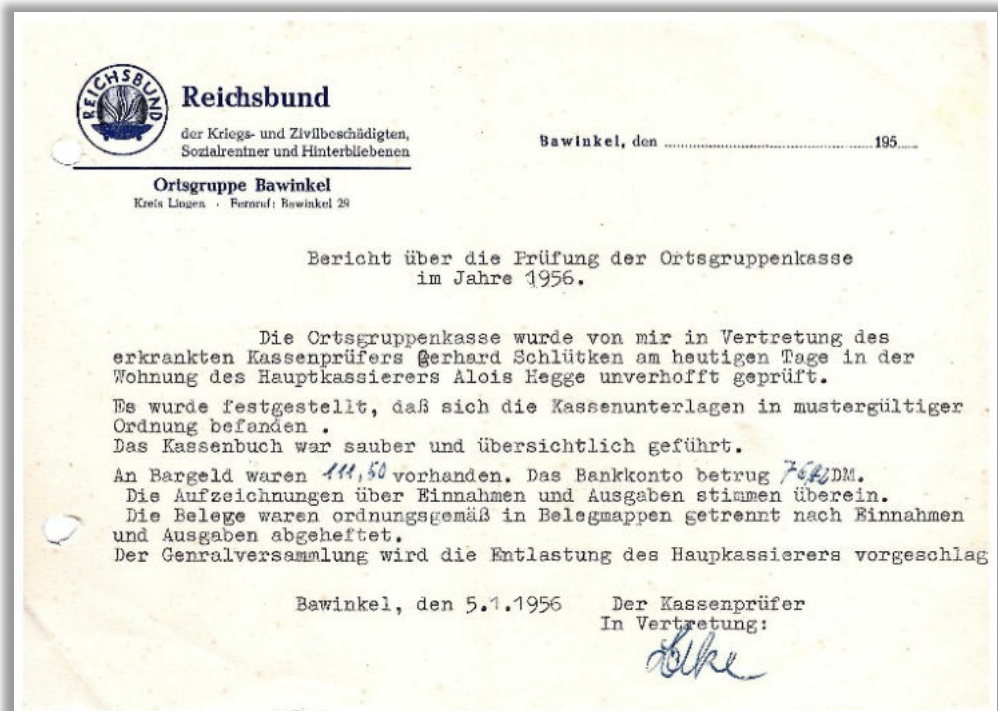 REICHSBUND
Reichsbund
der Kriegs- und Zivilbeschädigten,
Sozialrentner und Hinterbliebenen
Ortsgruppe Bawinkel
Kreis Lingen · Fernruf: Bawinkel 29
Bawinkel, den ........................................ 195.....
Bericht über die Prüfung der Ortsgruppenkasse
im Jahre 1956.
Die Ortsgruppenkasse wurde von mir in Vertretung des
erkrankten Kassenprüfers Gerhard Schlütken am heutigen Tage in der
Wohnung des Hauptkassierers Alois Hegge unverhofft geprüft.
Es wurde festgestellt, daß sich die Kassenunterlagen in mustergültiger
Ordnung befanden .
Das Kassenbuch war sauber und übersichtlich geführt.
An Bargeld waren 111,50 vorhanden. Das Bankkonto betrug DM.
Die Aufzeichnungen über Einnahmen und Ausgaben stimmen überein.
Die Belege waren ordnungsgemäß in Belegmappen getrennt nach Einnahmen
und Ausgaben abgeheftet.
Der Genralversammlung wird die Entlastung des Haupkassierers vorgeschlag
Bawinkel, den 5.1.1956 Der Kassenprüfer
In Vertretung: